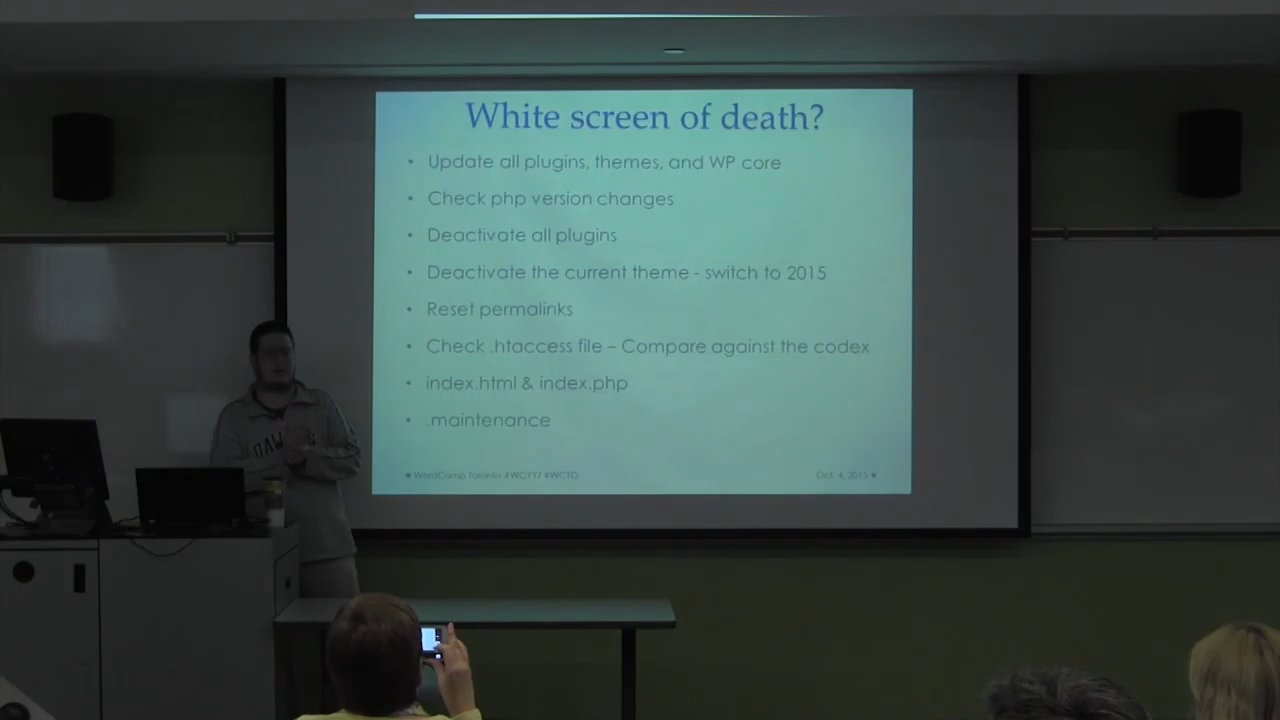 White screen of death?
• Update all plugins, themes, and WP core
• Check php version changes
• Deactivate all plugins
• Deactivate the current theme - switch to 2015
• Reset permalinks
• Check .htaccess file – Compare against the codex
• index.html & index.php
• .maintenance
• WordCamp Toronto #WCYYZ #WCTO
Oct. 4, 2015 •